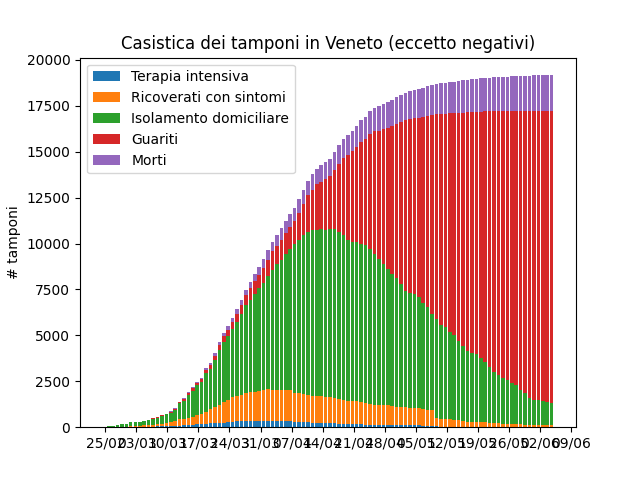 Casistica dei tamponi in Veneto (eccetto negativi)
20000
17500
15000
12500
10000
7500
5000
2500
0
# tamponi
Terapia intensiva
Ricoverati con sintomi
Isolamento domiciliare
Guariti
Morti
25/02 03/03 10/03 17/03 24/03 31/03 07/04 14/04 21/04 28/04 05/05 12/05 19/05 26/05 02/06 09/06